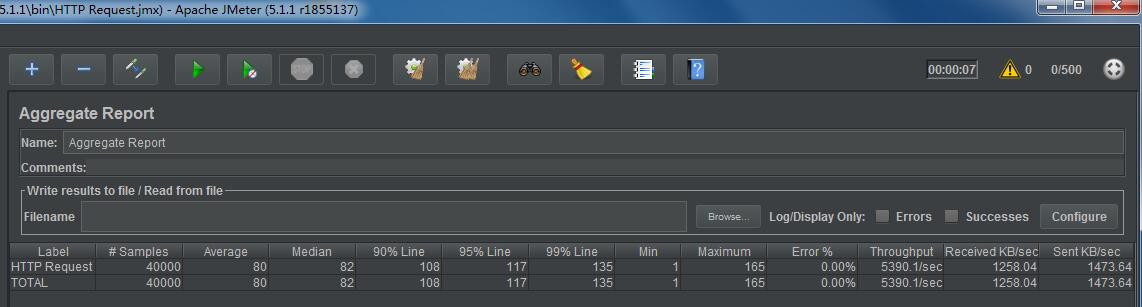 5.1.1\bin\HTTP Request.jmx) - Apache JMeter (5.1.1 r1855137)
STOP 00:00:07 0 0/500
Aggregate Report
Name: Aggregate Report
Comments:
Write results to file / Read from file
Filename Browse... Log/Display Only: Errors Successes Configure
Label # Samples Average Median 90% Line 95% Line 99% Line Min Maximum Error % Throughput Received KB/sec Sent KB/sec
HTTP Request 40000 80 82 108 117 135 1 165 0.00% 5390.1/sec 1258.04 1473.64
TOTAL 40000 80 82 108 117 135 1 165 0.00% 5390.1/sec 1258.04 1473.64